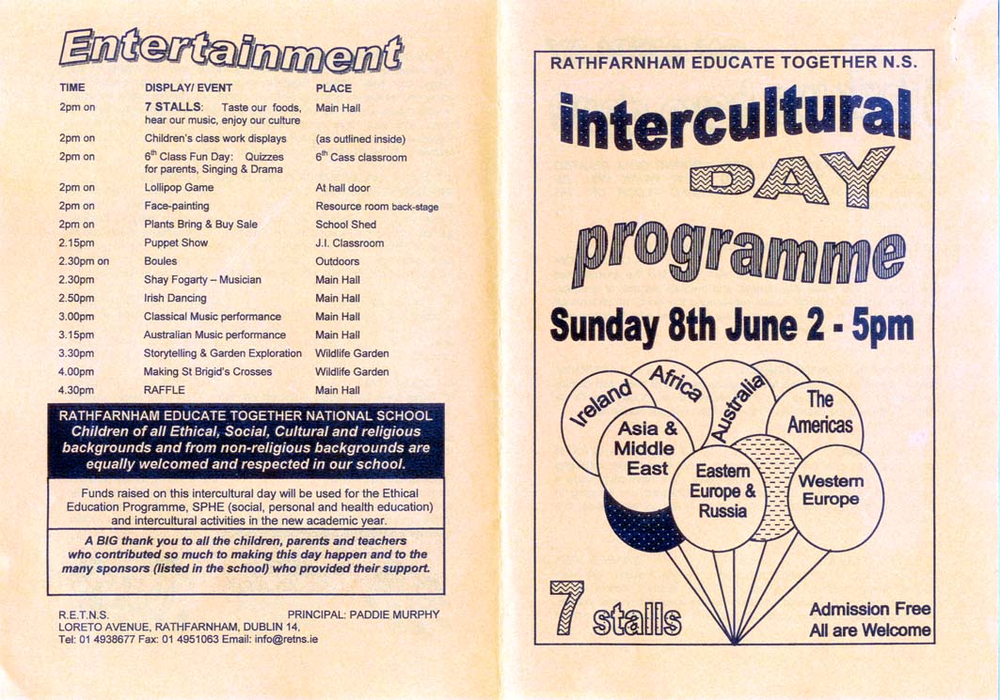 Entertainment
TIME DISPLAY/ EVENT PLACE
2pm on 7 STALLS: Taste our foods, Main Hall
hear our music, enjoy our culture
2pm on Children's class work displays (as outlined inside)
2pm on 6th Class Fun Day: Quizzes 6th Cass classroom
for parents, Singing & Drama
2pm on Lollipop Game At hall door
2pm on Face-painting Resource room back-stage
2pm on Plants Bring & Buy Sale School Shed
2.15pm Puppet Show J.I. Classroom
2.30pm on Boules Outdoors
2.30pm Shay Fogarty – Musician Main Hall
2.50pm Irish Dancing Main Hall
3.00pm Classical Music performance Main Hall
3.15pm Australian Music performance Main Hall
3.30pm Storytelling & Garden Exploration Wildlife Garden
4.00pm Making St Brigid's Crosses Wildlife Garden
4.30pm RAFFLE Main Hall
RATHFARNHAM EDUCATE TOGETHER NATIONAL SCHOOL
Children of all Ethical, Social, Cultural and religious
backgrounds and from non-religious backgrounds are
equally welcomed and respected in our school.
Funds raised on this intercultural day will be used for the Ethical
Education Programme, SPHE (social, personal and health education)
and intercultural activities in the new academic year.
A BIG thank you to all the children, parents and teachers
who contributed so much to making this day happen and to the
many sponsors (listed in the school) who provided their support.
R.E.T.N.S. PRINCIPAL: PADDIE MURPHY
LORETO AVENUE, RATHFARNHAM, DUBLIN 14,
Tel: 01 4938677 Fax: 01 4951063 Email: info@retns.ie
RATHFARNHAM EDUCATE TOGETHER N.S.
intercultural
DAY
programme
Sunday 8th June 2 - 5pm
Ireland
Africa
Australia
The
Americas
Asia &
Middle
East
Eastern
Europe &
Russia
Western
Europe
7 stalls
Admission Free
All are Welcome